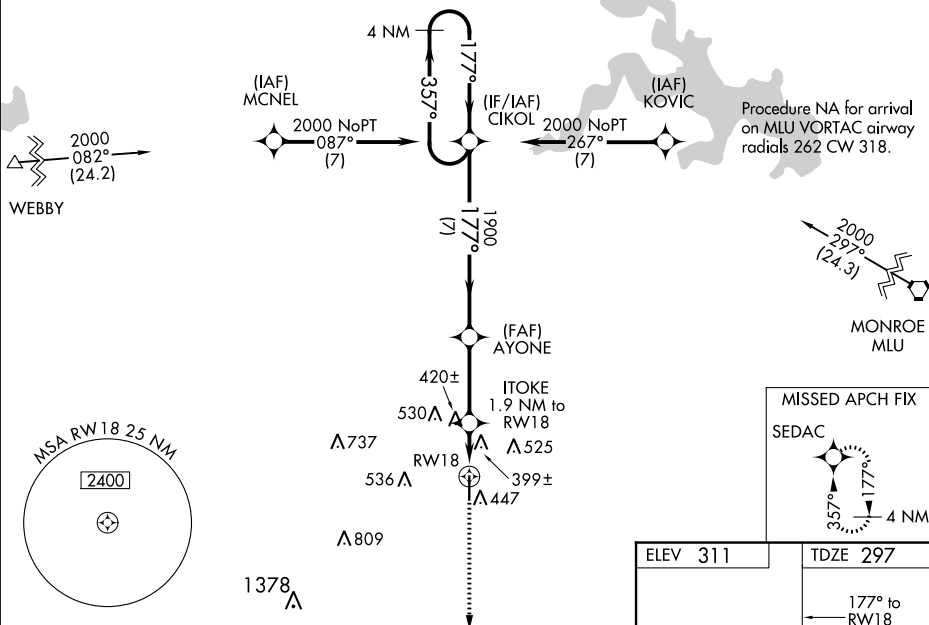 4 NM
177°
357°
(IAF)
MCNEL
2000 NoPT
087°
(7)
(IF/IAF)
CIKOL
(IAF)
KOVIC
2000 NoPT
267°
(7)
Procedure NA for arrival
on MLU VORTAC airway
radials 262 CW 318.
2000
082°
(24.2)
WEBBY
1900
177°
(7)
2000
297°
(24.3)
MONROE
MLU
(FAF)
AYONE
420±
ITOKE
1.9 NM to
RW18
530
525
737
RW18
399±
536
447
809
1378
MSA RW18 25 NM
2400
MISSED APCH FIX
SEDAC
357°
177°
4 NM
ELEV 311
TDZE 297
177° to
RW18